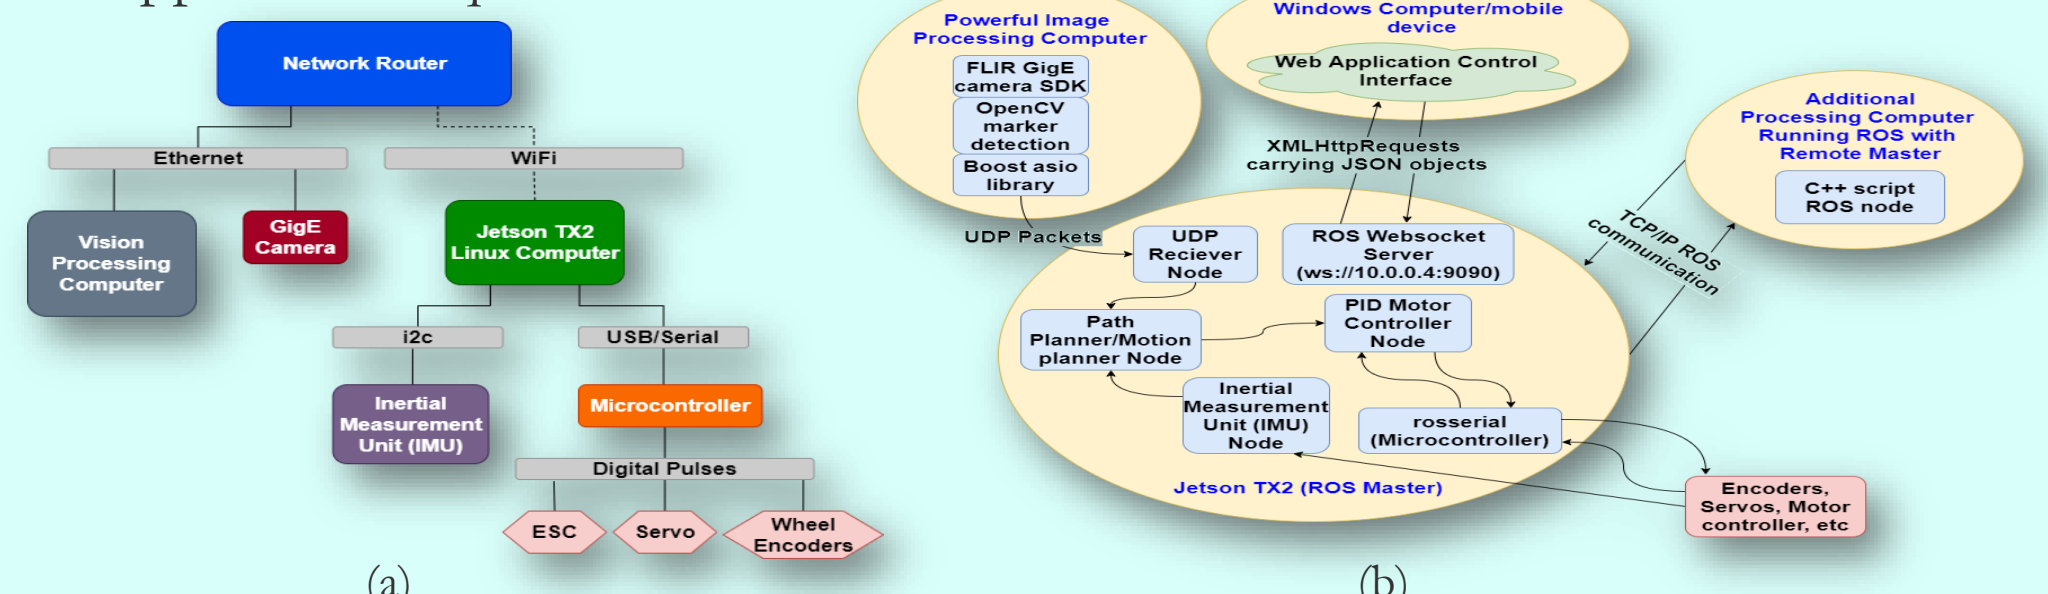 Network Router
Ethernet
WiFi
Vision
Processing
Computer
GigE
Camera
Jetson TX2
Linux Computer
i2c
USB/Serial
Inertial
Measurement
Unit (IMU)
Microcontroller
Digital Pulses
ESC
Servo
Wheel
Encoders
(a)
Powerful Image
Processing Computer
FLIR GigE
camera SDK
OpenCV
marker
detection
Boost asio
library
UDP Packets
Windows Computer/mobile
device
Web Application Control
Interface
XMLHttpRequests
carrying JSON objects
Additional
Processing Computer
Running ROS with
Remote Master
C++ script
ROS node
TCP/IP ROS
communication
UDP
Reciever
Node
ROS Websocket
Server
(ws://10.0.0.4:9090)
Path
Planner/Motion
planner Node
PID Motor
Controller
Node
Inertial
Measurement
Unit (IMU)
Node
rosserial
(Microcontroller)
Jetson TX2 (ROS Master)
Encoders,
Servos, Motor
controller, etc
(b)